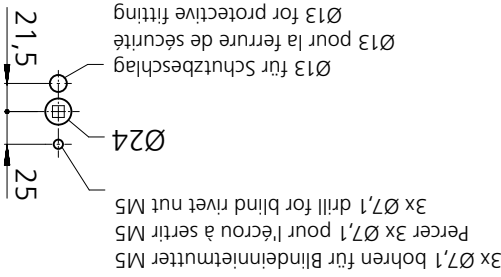 3x Ø7,1 bohren für Blindeinnietmutter M5
Percer 3x Ø7,1 pour l'écrou à sertir M5
3x Ø7,1 drill for blind rivet nut M5
25
Ø24
21,5
Ø13 für Schutzbeschlag
Ø13 pour la ferrure de sécurité
Ø13 for protective fitting